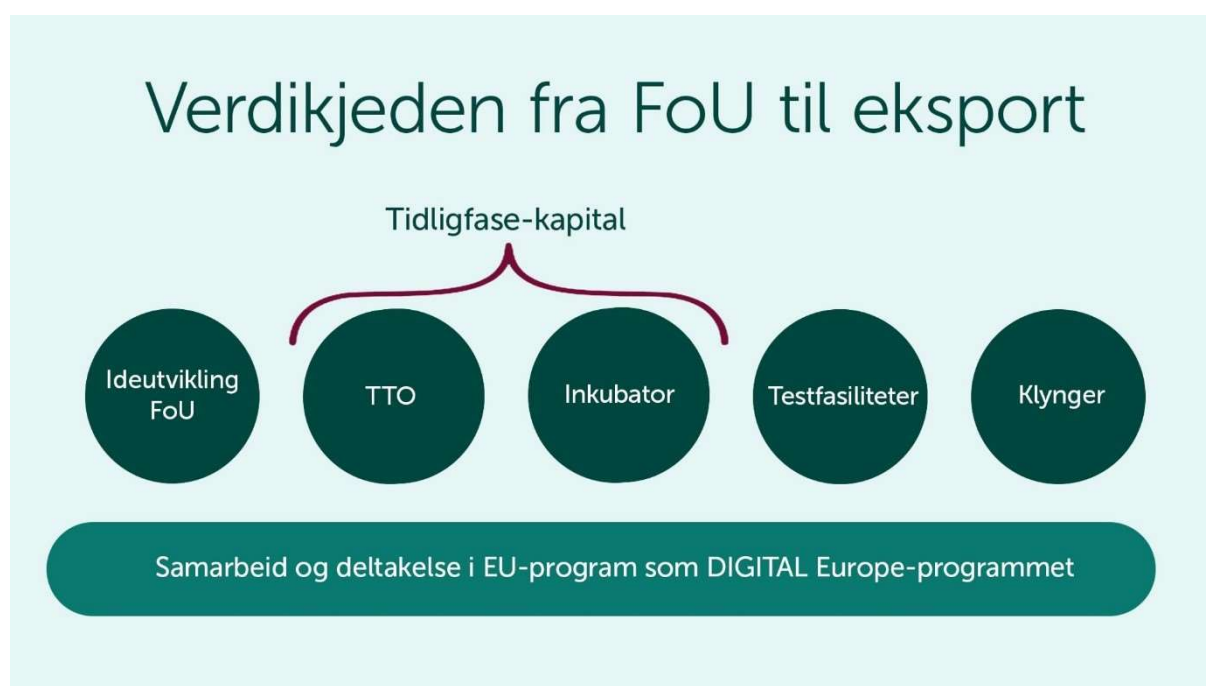 Verdikjeden fra FoU til eksport
Tidligfase-kapital
Ideutvikling
FoU
TTO
Inkubator
Testfasiliteter
Klynger
Samarbeid og deltakelse i EU-program som DIGITAL Europe-programmet